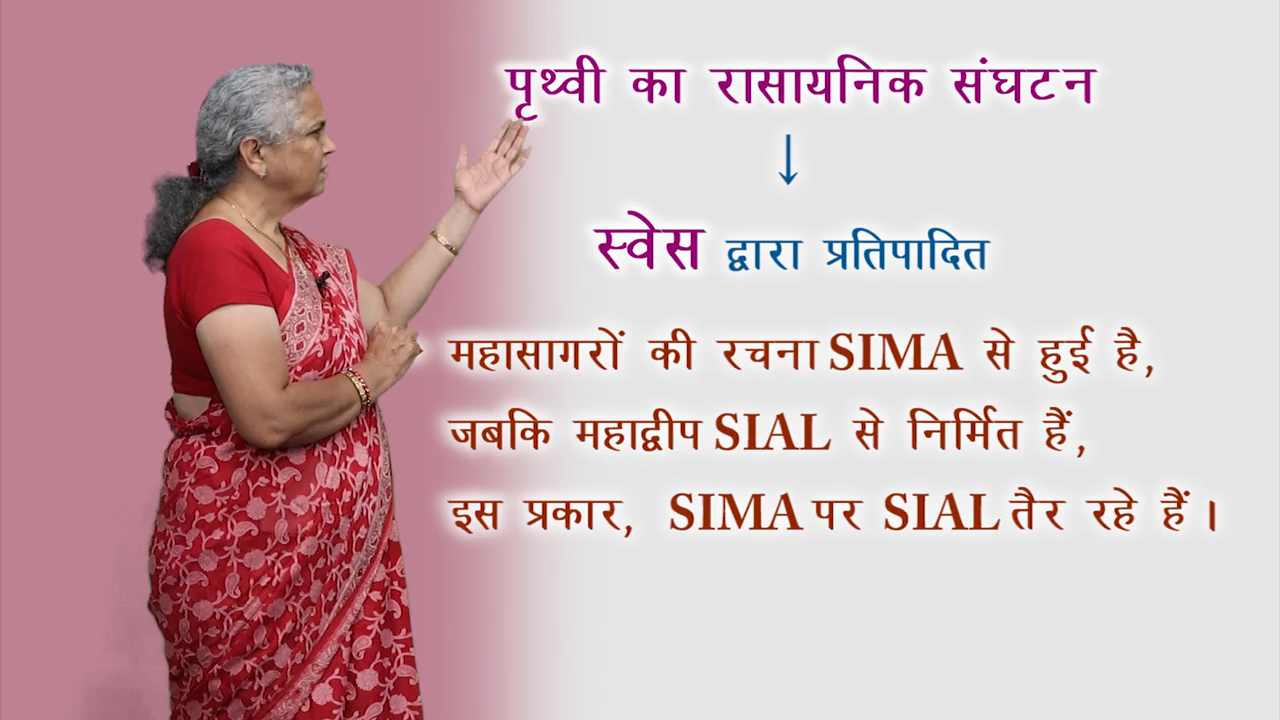 पृथ्वी का रासायनिक संघटन
↓
स्वेस द्वारा प्रतिपादित
महासागरों की रचना SIMA से हुई है,
जबकि महाद्वीप SIAL से निर्मित हैं,
इस प्रकार, SIMA पर SIAL तैर रहे हैं ।